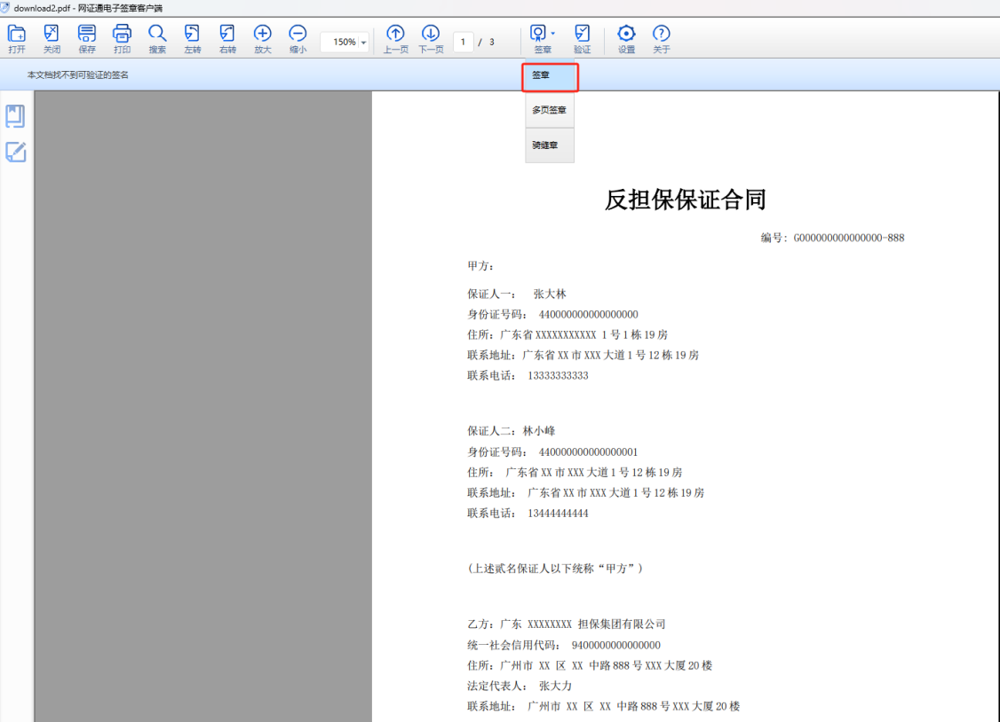 download2.pdf - 网证通电子签章客户端
打开 关闭 保存 打印 搜索 左转 右转 放大 缩小 150% 上一页 下一页 1 / 3 签章 验证 设置 关于
本文档找不到可验证的签名
签章
多页签章
骑缝章
反担保保证合同
编号: G000000000000000-888
甲方:
保证人一: 张大林
身份证号码: 440000000000000000
住所: 广东省 XXXXXXXXXXX 1 号 1 栋 19 房
联系地址: 广东省 XX 市 XXX 大道 1 号 12 栋 19 房
联系电话: 13333333333
保证人二: 林小峰
身份证号码: 440000000000000001
住所: 广东省 XX 市 XXX 大道 1 号 12 栋 19 房
联系地址: 广东省 XX 市 XXX 大道 1 号 12 栋 19 房
联系电话: 13444444444
(上述贰名保证人以下统称“甲方”)
乙方: 广东 XXXXXXXX 担保集团有限公司
统一社会信用代码: 9400000000000000
住所: 广州市 XX 区 XX 中路 888 号 XXX 大厦 20 楼
法定代表人: 张大力
联系地址: 广州市 XX 区 XX 中路 888 号 XXX 大厦 20 楼